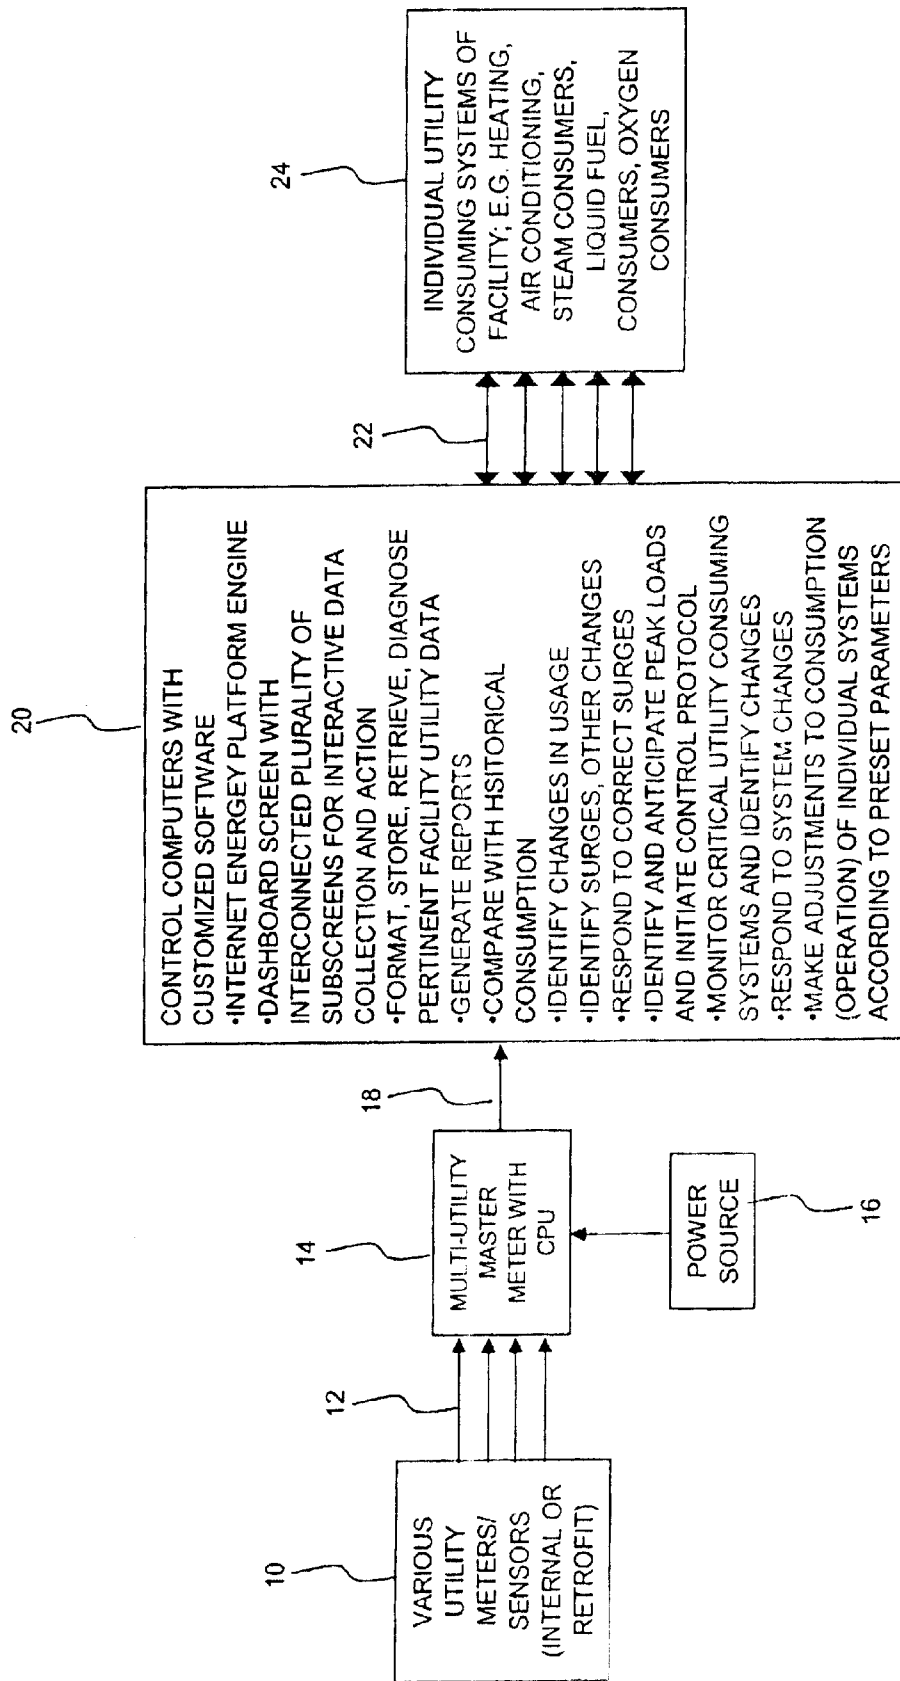 10
VARIOUS
UTILITY
METERS/
SENSORS
(INTERNAL OR
RETROFIT)
12
14
MULTI-UTILITY
MASTER
METER WITH
CPU
POWER
SOURCE
16
18
20
CONTROL COMPUTERS WITH
CUSTOMIZED SOFTWARE
•INTERNET ENERGEY PLATFORM ENGINE
•DASHBOARD SCREEN WITH
INTERCONNECTED PLURALITY OF
SUBSCREENS FOR INTERACTIVE DATA
COLLECTION AND ACTION
•FORMAT, STORE, RETRIEVE, DIAGNOSE
PERTINENT FACILITY UTILITY DATA
•GENERATE REPORTS
•COMPARE WITH HSITORICAL
CONSUMPTION
•IDENTIFY CHANGES IN USAGE
•IDENTIFY SURGES, OTHER CHANGES
•RESPOND TO CORRECT SURGES
•IDENTIFY AND ANTICIPATE PEAK LOADS
AND INITIATE CONTROL PROTOCOL
•MONITOR CRITICAL UTILITY CONSUMING
SYSTEMS AND IDENTIFY CHANGES
•RESPOND TO SYSTEM CHANGES
•MAKE ADJUSTMENTS TO CONSUMPTION
(OPERATION) OF INDIVIDUAL SYSTEMS
ACCORDING TO PRESET PARAMETERS
22
24
INDIVIDUAL UTILITY
CONSUMING SYSTEMS OF
FACILITY; E.G. HEATING,
AIR CONDITIONING,
STEAM CONSUMERS,
LIQUID FUEL,
CONSUMERS, OXYGEN
CONSUMERS